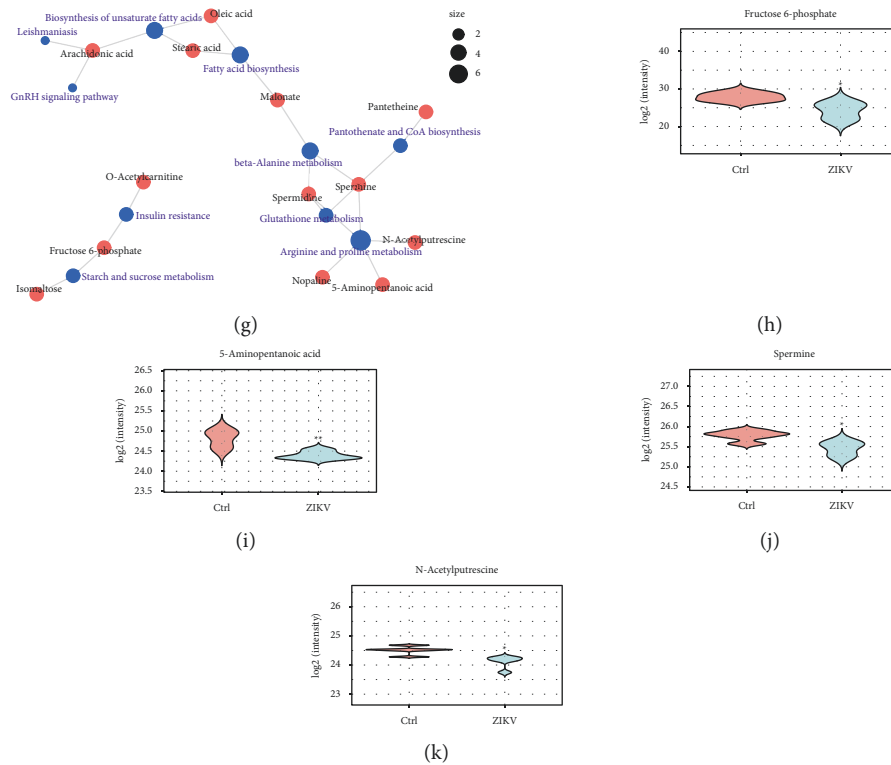 Biosynthesis of unsaturate fatty acids
Oleic acid
Leishmaniasis
Arachidonic acid
Stearic acid
Fatty acid biosynthesis
GnRH signaling pathway
Malonate
Pantetheine
Pantothenate and CoA biosynthesis
beta-Alanine metabolism
O-Acetylcarnitine
Spermine
Spermidine
Insulin resistance
Glutathione metabolism
N-Acetylputrescine
Fructose 6-phosphate
Arginine and proline metabolism
Starch and sucrose metabolism
Nopaline
Isomaltose
5-Aminopentanoic acid
size
2
4
6
(g)
Fructose 6-phosphate
log2 (intensity)
40
30
20
*
Ctrl ZIKV
(h)
5-Aminopentanoic acid
log2 (intensity)
26.5
26.0
25.5
25.0
24.5
24.0
23.5
**
Ctrl ZIKV
(i)
Spermine
log2 (intensity)
27.0
26.5
26.0
25.5
25.0
24.5
*
Ctrl ZIKV
(j)
N-Acetylputrescine
log2 (intensity)
26
25
24
23
*
Ctrl ZIKV
(k)